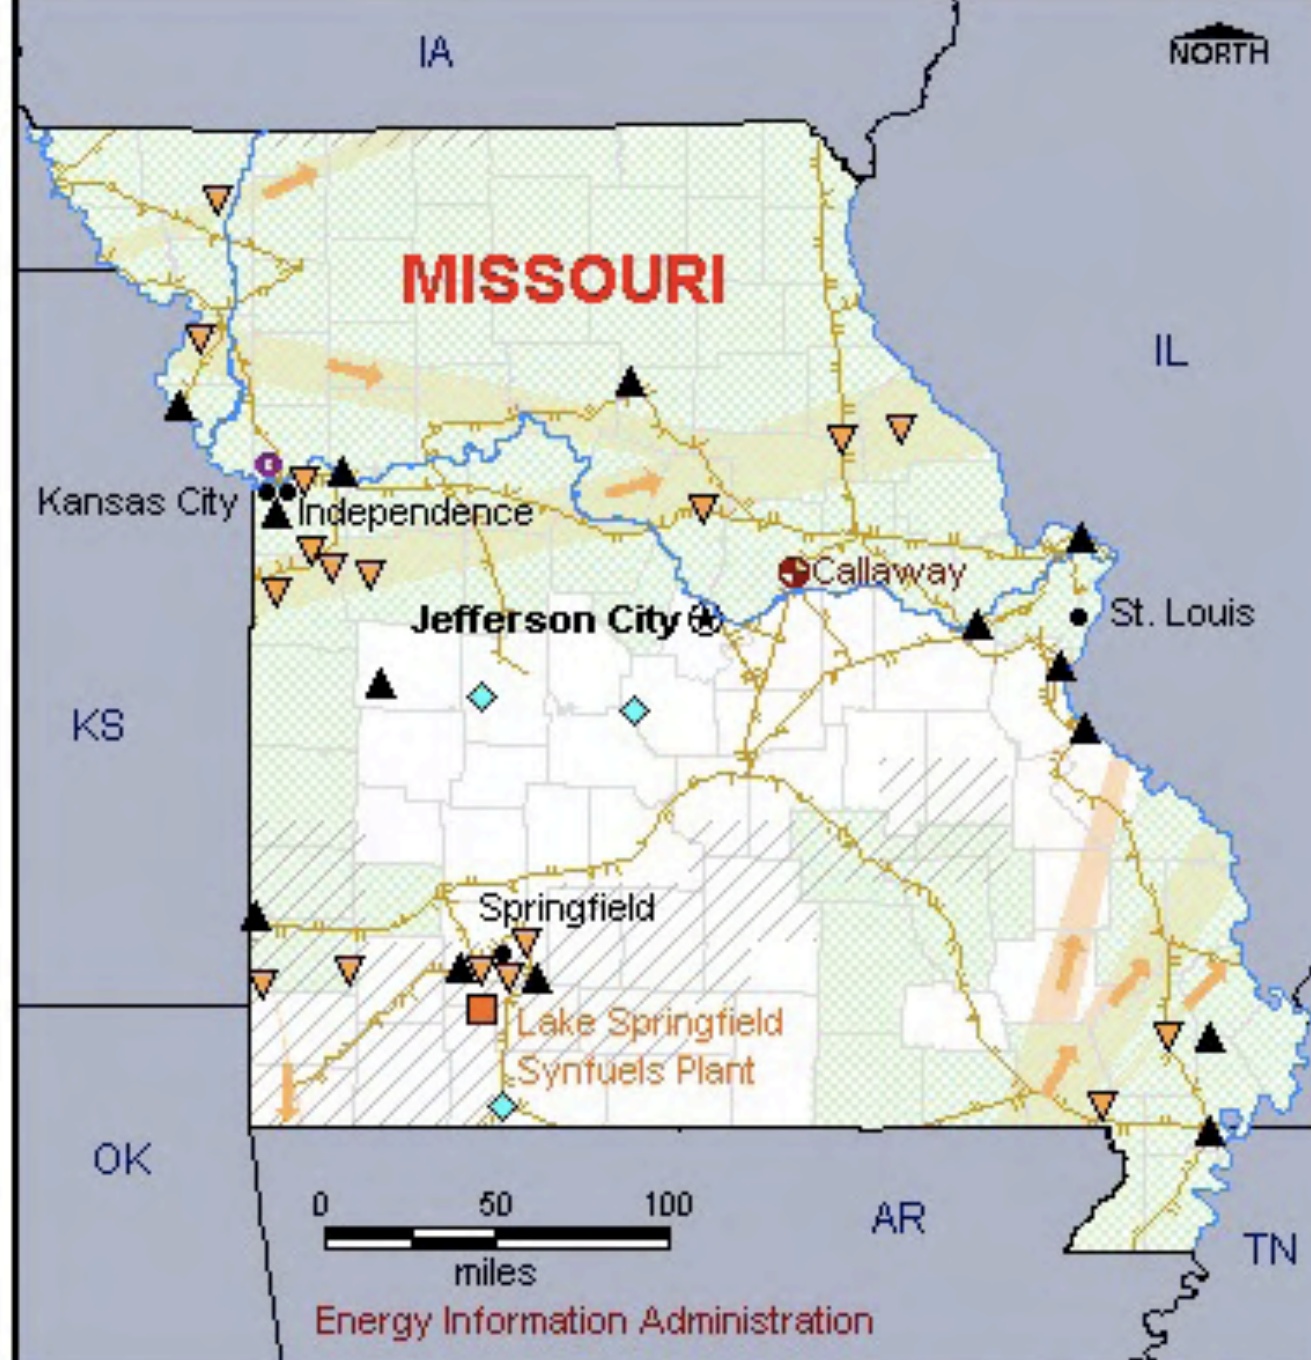 IA
NORTH
MISSOURI
IL
Kansas City
Independence
Callaway
Jefferson City
St. Louis
KS
Springfield
Lake Springfield
Synfuels Plant
OK
0 50 100
miles
AR
TN
Energy Information Administration